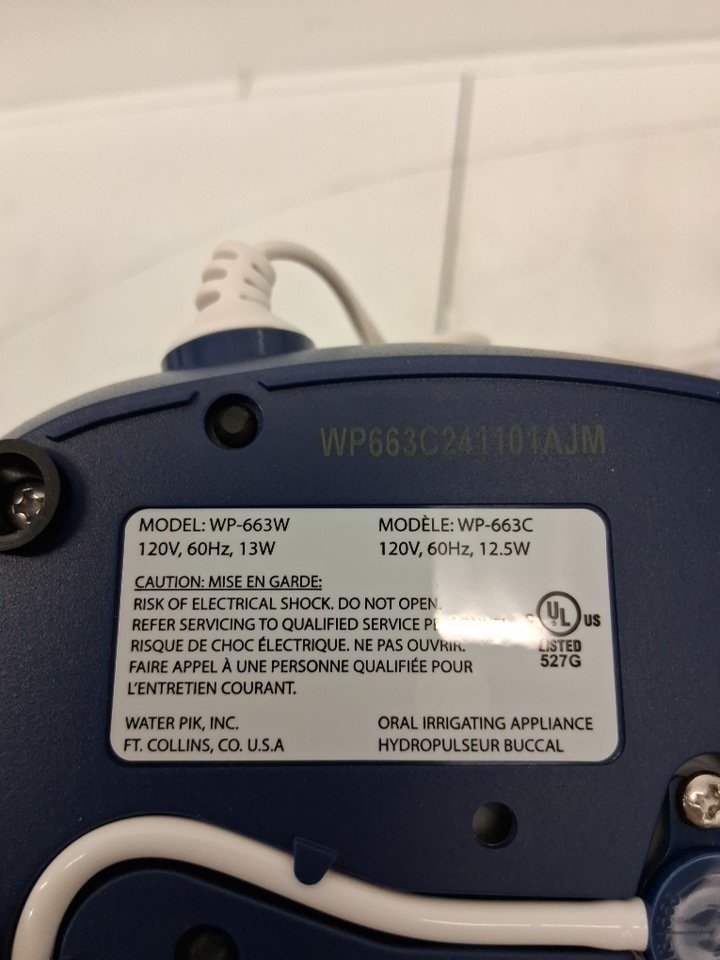 WP663C241101AJM
MODEL: WP-663W
120V, 60Hz, 13W
MODÈLE: WP-663C
120V, 60Hz, 12.5W
CAUTION: MISE EN GARDE:
RISK OF ELECTRICAL SHOCK. DO NOT OPEN.
REFER SERVICING TO QUALIFIED SERVICE
RISQUE DE CHOC ÉLECTRIQUE. NE PAS OUVRIR.
FAIRE APPEL À UNE PERSONNE QUALIFIÉE POUR
L'ENTRETIEN COURANT.
C UL US
LISTED
527G
WATER PIK, INC.
FT. COLLINS, CO. U.S.A
ORAL IRRIGATING APPLIANCE
HYDROPULSEUR BUCCAL